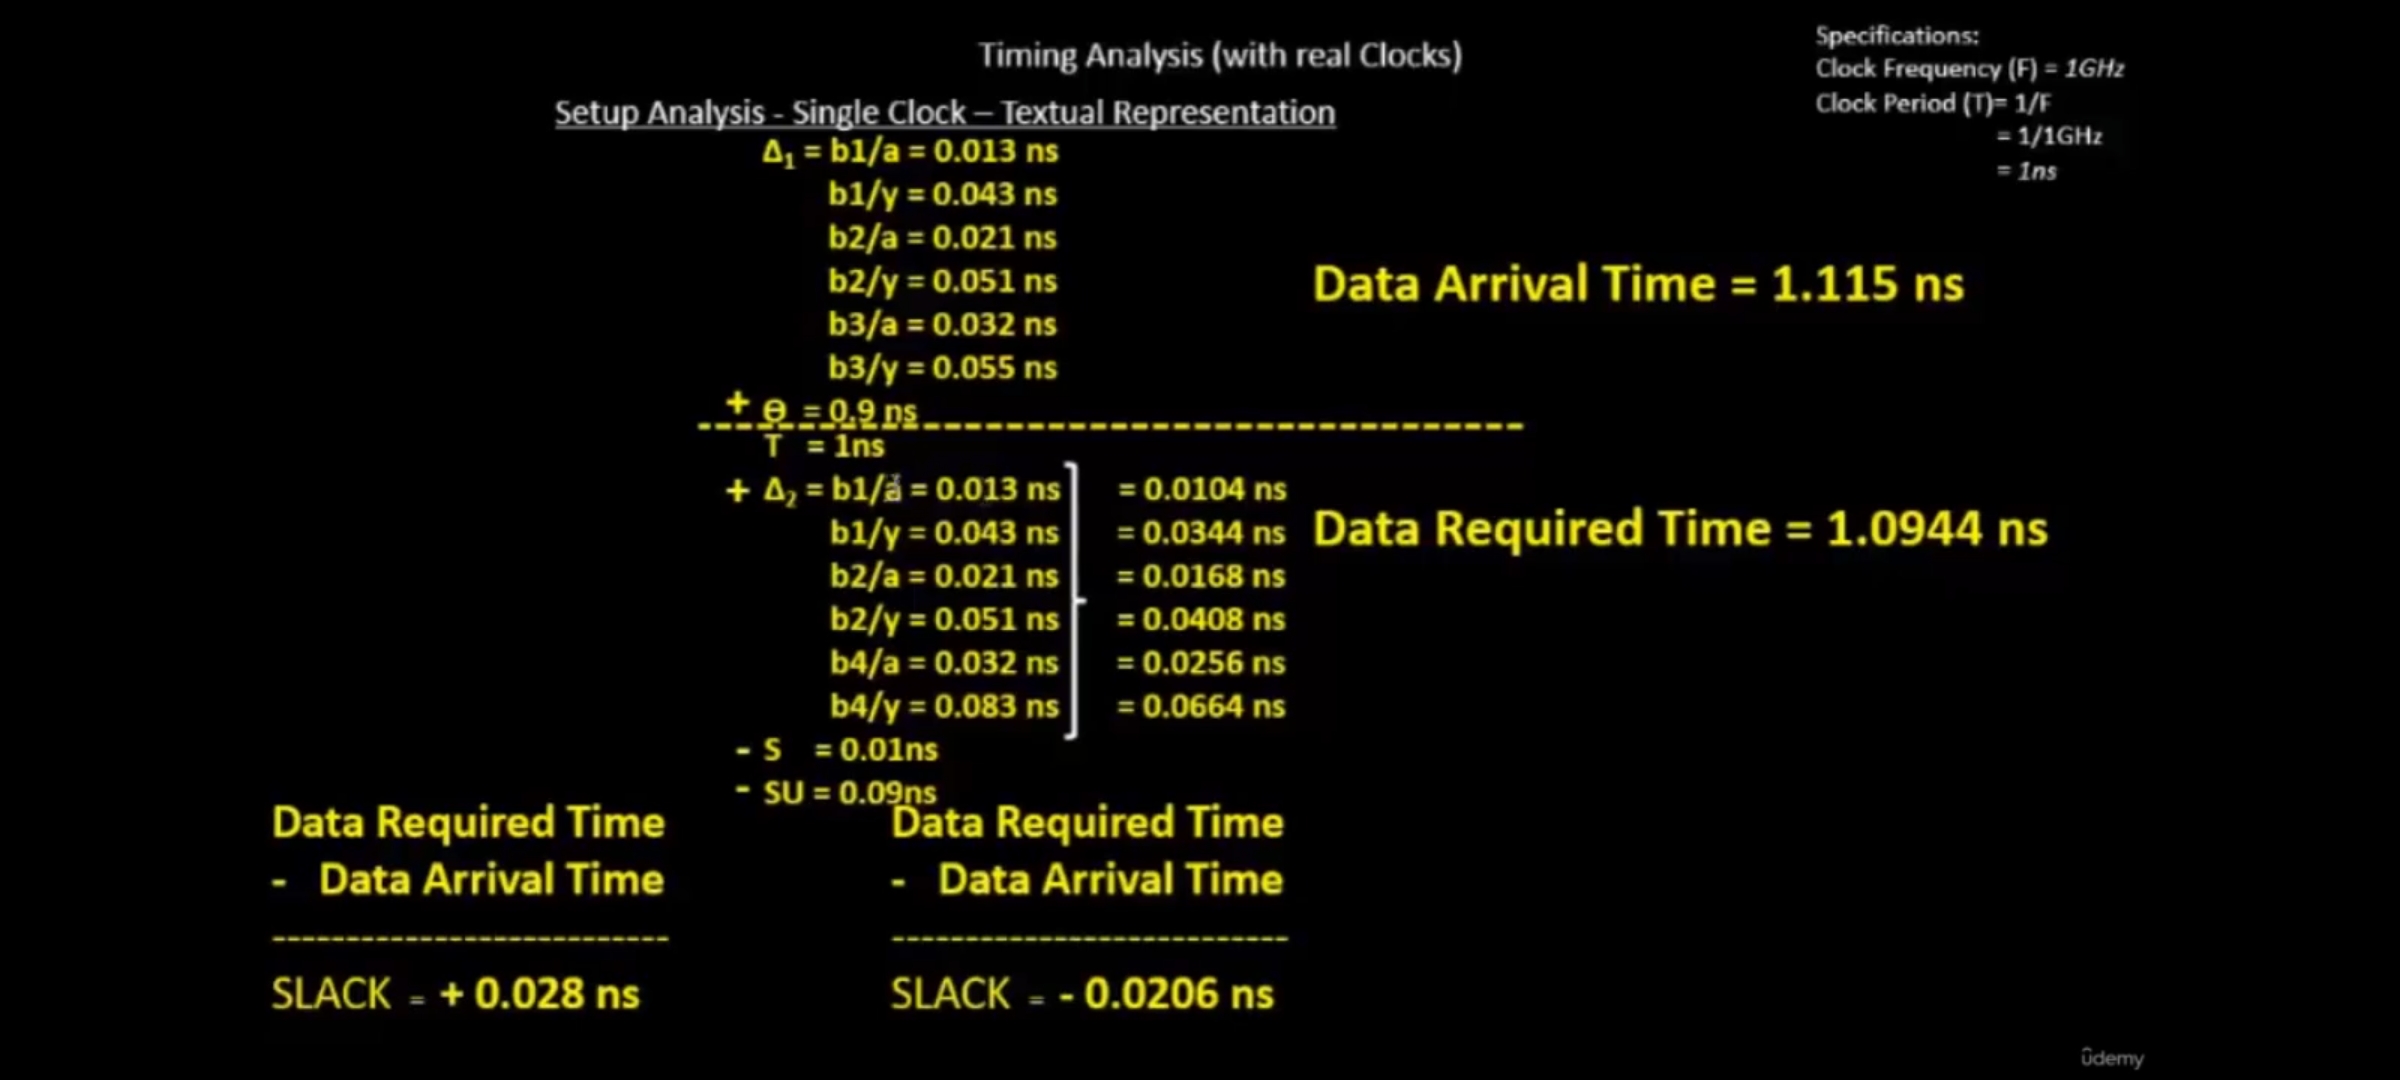 Timing Analysis (with real Clocks)
Specifications:
Clock Frequency (F) = 1GHz
Clock Period (T)= 1/F
= 1/1GHz
= 1ns
Setup Analysis - Single Clock – Textual Representation
Δ₁ = b1/a = 0.013 ns
b1/y = 0.043 ns
b2/a = 0.021 ns
b2/y = 0.051 ns
b3/a = 0.032 ns
b3/y = 0.055 ns
+ Θ = 0.9 ns
Data Arrival Time = 1.115 ns
T = 1ns
+ Δ₂ = b1/a = 0.013 ns = 0.0104 ns
b1/y = 0.043 ns = 0.0344 ns
b2/a = 0.021 ns = 0.0168 ns
b2/y = 0.051 ns = 0.0408 ns
b4/a = 0.032 ns = 0.0256 ns
b4/y = 0.083 ns = 0.0664 ns
- S = 0.01ns
- SU = 0.09ns
Data Required Time = 1.0944 ns
Data Required Time
- Data Arrival Time
---------------------------
SLACK = + 0.028 ns
Data Required Time
- Data Arrival Time
---------------------------
SLACK = - 0.0206 ns
ûdemy